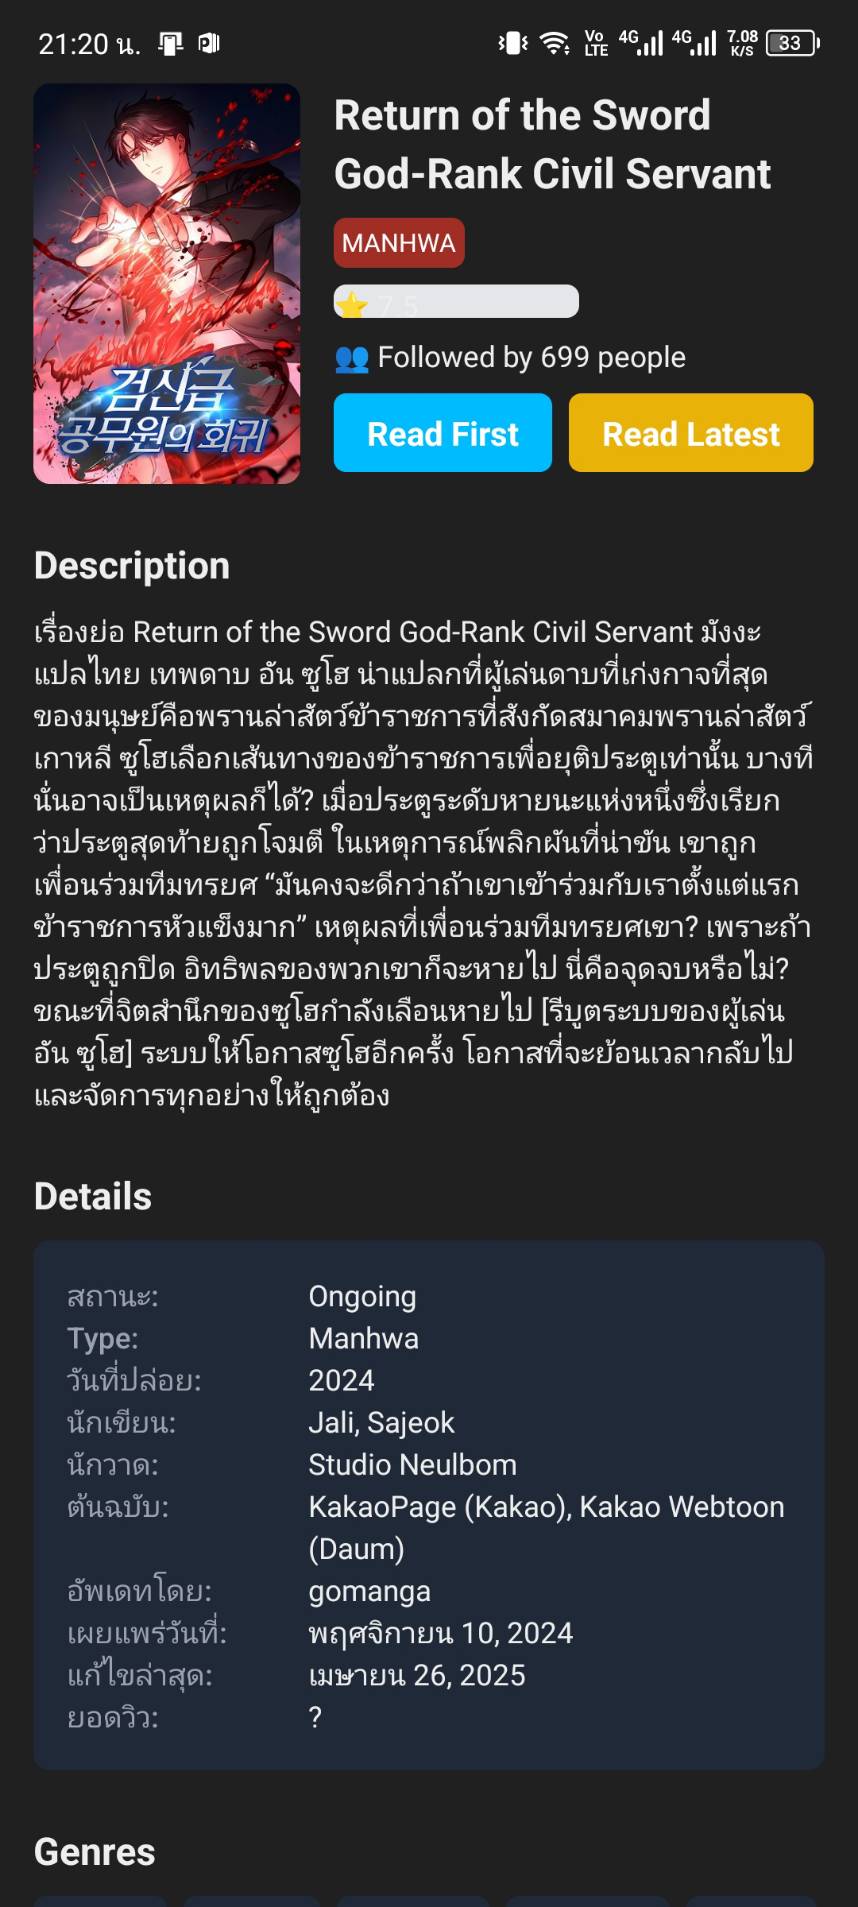 21:20 น.
Vo LTE 4G 4G 7.08 K/S 33
Return of the Sword
God-Rank Civil Servant
MANHWA
⭐ 7.5
👥 Followed by 699 people
Read First Read Latest
검신급
공무원의 회귀
Description
เรื่องย่อ Return of the Sword God-Rank Civil Servant มังงะ
แปลไทย เทพดาบ อัน ซูโฮ น่าแปลกที่ผู้เล่นดาบที่เก่งกาจที่สุด
ของมนุษย์คือพรานล่าสัตว์ข้าราชการที่สังกัดสมาคมพรานล่าสัตว์
เกาหลี ซูโฮเลือกเส้นทางของข้าราชการเพื่อยุติประตูเท่านั้น บางที
นั่นอาจเป็นเหตุผลก็ได้? เมื่อประตูระดับหายนะแห่งหนึ่งซึ่งเรียก
ว่าประตูสุดท้ายถูกโจมตี ในเหตุการณ์พลิกผันที่น่าขัน เขาถูก
เพื่อนร่วมทีมทรยศ “มันคงจะดีกว่าถ้าเขาเข้าร่วมกับเราตั้งแต่แรก
ข้าราชการหัวแข็งมาก” เหตุผลที่เพื่อนร่วมทีมทรยศเขา? เพราะถ้า
ประตูถูกปิด อิทธิพลของพวกเขาก็จะหายไป นี่คือจุดจบหรือไม่?
ขณะที่จิตสำนึกของซูโฮกำลังเลือนหายไป [รีบูตระบบของผู้เล่น
อัน ซูโฮ] ระบบให้โอกาสซูโฮอีกครั้ง โอกาสที่จะย้อนเวลากลับไป
และจัดการทุกอย่างให้ถูกต้อง
Details
สถานะ: Ongoing
Type: Manhwa
วันที่ปล่อย: 2024
นักเขียน: Jali, Sajeok
นักวาด: Studio Neulbom
ต้นฉบับ: KakaoPage (Kakao), Kakao Webtoon
(Daum)
อัพเดทโดย: gomanga
เผยแพร่วันที่: พฤศจิกายน 10, 2024
แก้ไขล่าสุด: เมษายน 26, 2025
ยอดวิว: ?
Genres